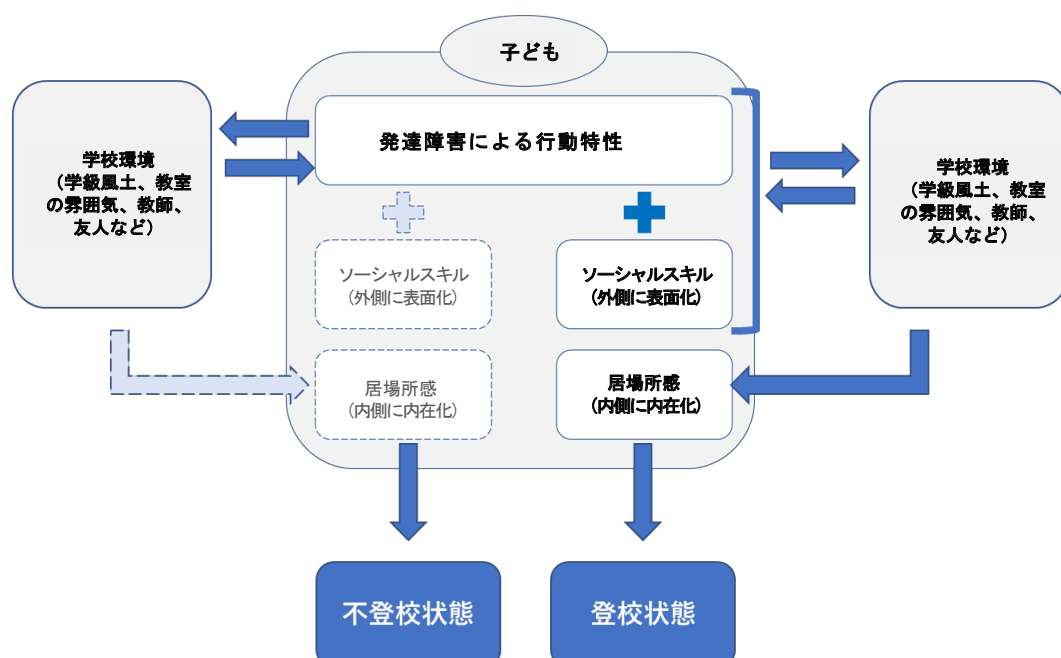 子ども
発達障害による行動特性
学校環境
（学級風土、教室
の雰囲気、教師、
友人など）
学校環境
（学級風土、教室
の雰囲気、教師、
友人など）
ソーシャルスキル
（外側に表面化）
ソーシャルスキル
（外側に表面化）
居場所感
（内側に内在化）
居場所感
（内側に内在化）
不登校状態
登校状態